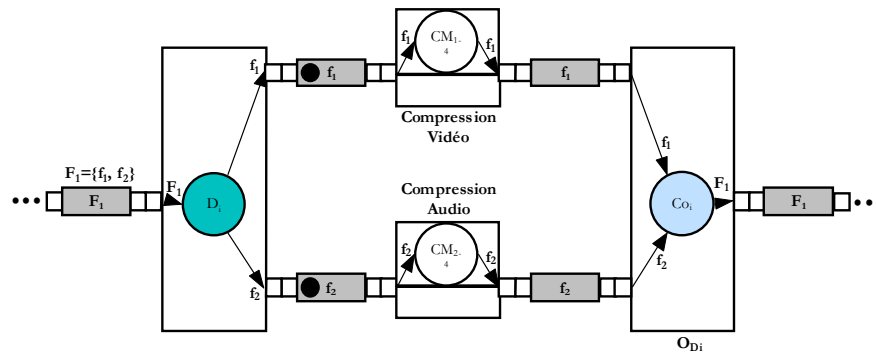 F₁={f₁, f₂}
F₁
F₁
Dᵢ
f₁
f₂
f₁
f₁
CM₁₋₄
f₁
Compression
Vidéo
f₁
Compression
Audio
f₂
f₂
CM₂₋₄
f₂
f₂
f₁
f₂
Coᵢ
F₁
F₁
O_Di